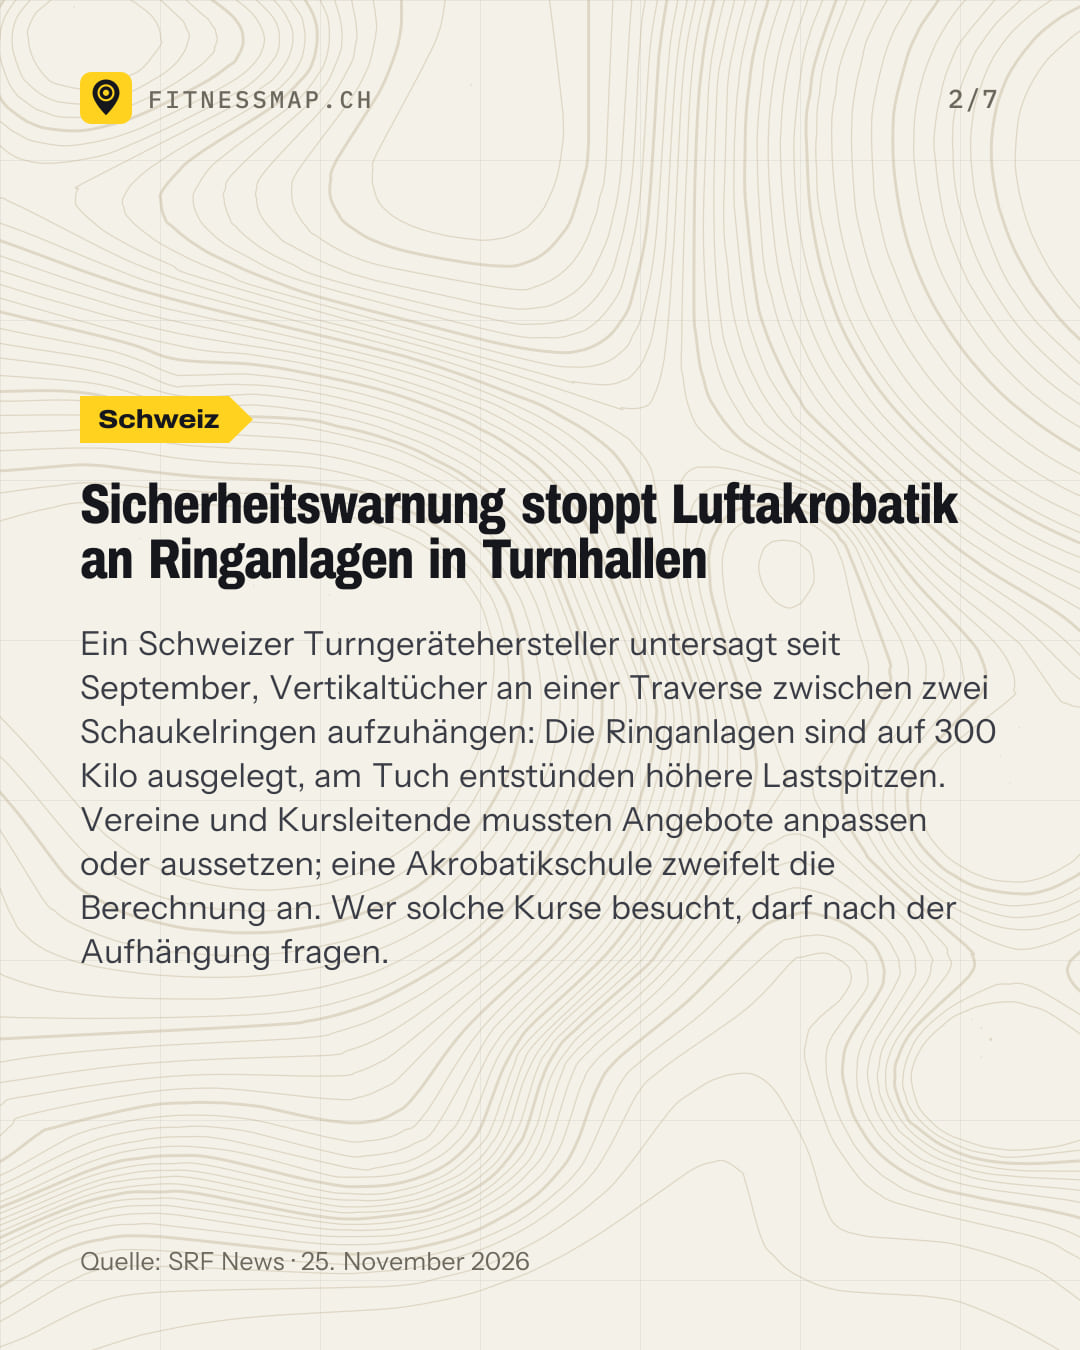 FITNESSMAP.CH
2/7
Schweiz
Sicherheitswarnung stoppt Luftakrobatik
an Ringanlagen in Turnhallen
Ein Schweizer Turngerätehersteller untersagt seit
September, Vertikaltücher an einer Traverse zwischen zwei
Schaukelringen aufzuhängen: Die Ringanlagen sind auf 300
Kilo ausgelegt, am Tuch entstünden höhere Lastspitzen.
Vereine und Kursleitende mussten Angebote anpassen
oder aussetzen; eine Akrobatikschule zweifelt die
Berechnung an. Wer solche Kurse besucht, darf nach der
Aufhängung fragen.
Quelle: SRF News · 25. November 2026